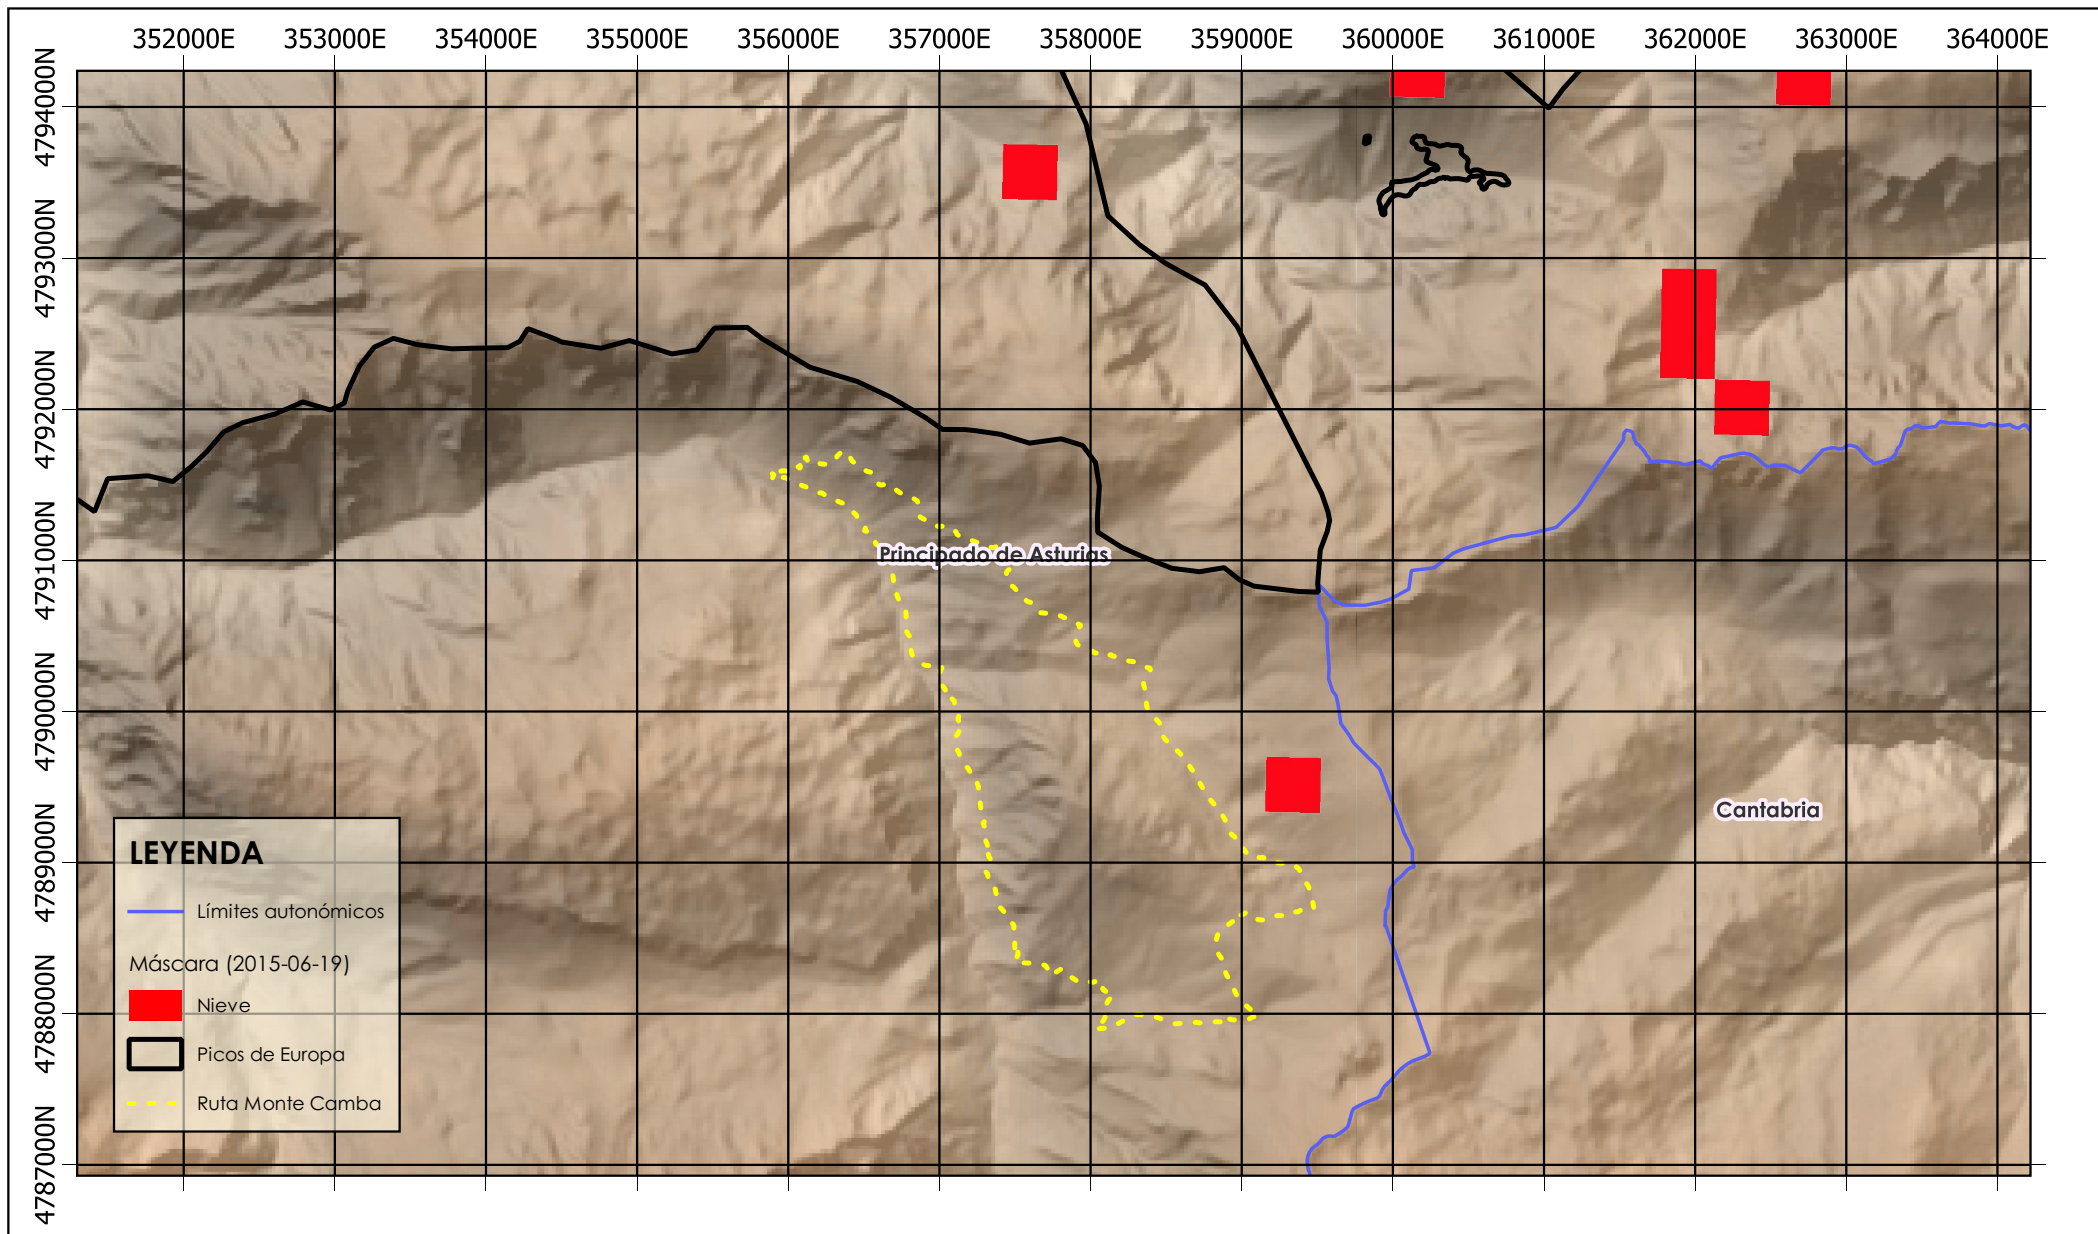 352000E 353000E 354000E 355000E 356000E 357000E 358000E 359000E 360000E 361000E 362000E 363000E 364000E
4794000N
4793000N
4792000N
4791000N
4790000N
4789000N
4788000N
4787000N
Principado de Asturias
Cantabria
LEYENDA
Límites autonómicos
Máscara (2015-06-19)
Nieve
Picos de Europa
Ruta Monte Camba